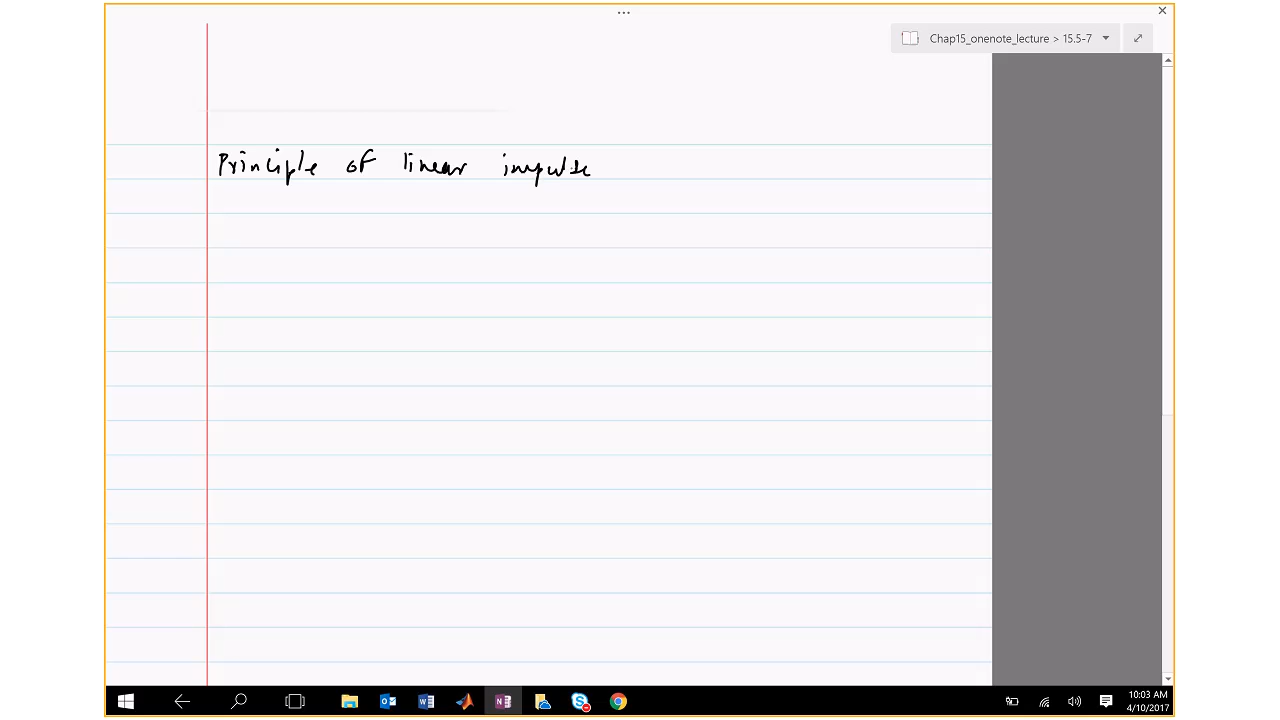 ...
Chap15_onenote_lecture > 15.5-7
Principle of linear impulse
10:03 AM
4/10/2017